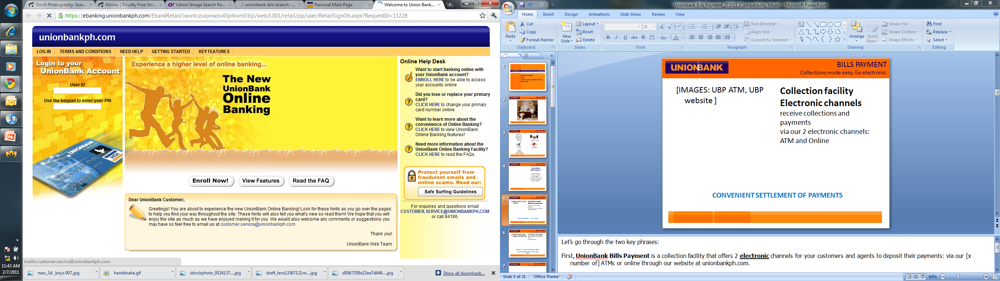 Stock Photography: Sear...
Money | Royalty Free Sto...
Yahoo! Image Search Re...
unionbank atm branch -...
Personal Main Page
Welcome to Union Bank...
https://ebanking.unionbankph.com/EbankRetail/(wuntczuipxiwzu45p4oim03q)/web/L001/retail/jsp/user/RetailSignOn.aspx?RequestId=11228
unionbankph.com
LOG-IN
TERMS AND CONDITIONS
NEED HELP
GETTING STARTED
KEY FEATURES
Login to your
UnionBank Account
User ID
Use the keypad to enter your PIN
UNIONBANK
VISA
Experience a higher level of online banking...
The New
UnionBank
Online
Banking
Enroll Now!
View Features
Read the FAQ
Dear UnionBank Customer,
Greetings! You are about to experience the new UnionBank Online Banking! Look for these hints as you go over the pages
to help you find your way throughout the site. These hints will also tell you what's new so read them! We hope that you will
enjoy the site as much as we have enjoyed making it for you. We would also welcome any comments or suggestions you
may have so feel free to email us at customer.service@unionbankph.com .
Thank you!
UnionBank Web Team
Online Help Desk
Want to start banking online with
your UnionBank account?
ENROLL HERE to be able to access
your accounts online
Did you lose or replace your primary
card?
CLICK HERE to change your primary
card number online
Want to learn more about the
convenience of Online Banking?
CLICK HERE to view UnionBank
Online Banking features!
Need more information about the
UnionBank Online Banking Facility?
CLICK HERE to read the FAQs.
Protect yourself from
fraudulent emails and
online scams. Read our:
Safe Surfing Guidelines
For inquiries and questions email
CUSTOMER.SERVICE@UNIONBANKPH.COM
or call 84186.
mailto:customer.service@unionbankph.com
11:43 AM
2/7/2011
new_3d _boys 007.jpg
handshake.gif
istockphoto_9524137....jpg
draft_lens13367121m....jpg
d5067359a23ea7d446....jpg
Show all downloads...
Unionbank Bills Payment_272011 [Compatibility Mode] - Microsoft PowerPoint
Home
Insert
Design
Animations
Slide Show
Review
View
Paste
Cut
Copy
Format Painter
Clipboard
New
Slide
Layout
Reset
Delete
Slides
28
Font
Text Direction
Align Text
Convert to SmartArt
Paragraph
Arrange
Quick
Styles
Shape Fill
Shape Outline
Shape Effects
Drawing
Find
Replace
Select
Editing
1
2
3
4
5
6
7
UNIONBANK
BILLS PAYMENT
Collections made easy. Go electronic.
[IMAGES: UBP ATM, UBP
website ]
Collection facility
Electronic channels
receive collections and
payments
via our 2 electronic channels:
ATM and Online
CONVENIENT SETTLEMENT OF PAYMENTS
Let's go through the two key phrases:
First, UnionBank Bills Payment is a collection facility that offers 2 electronic channels for your customers and agents to deposit their payments: via our [x
number of] ATMs or online through our website at unionbankph.com.
Slide 5 of 21
"Office Theme"
65%